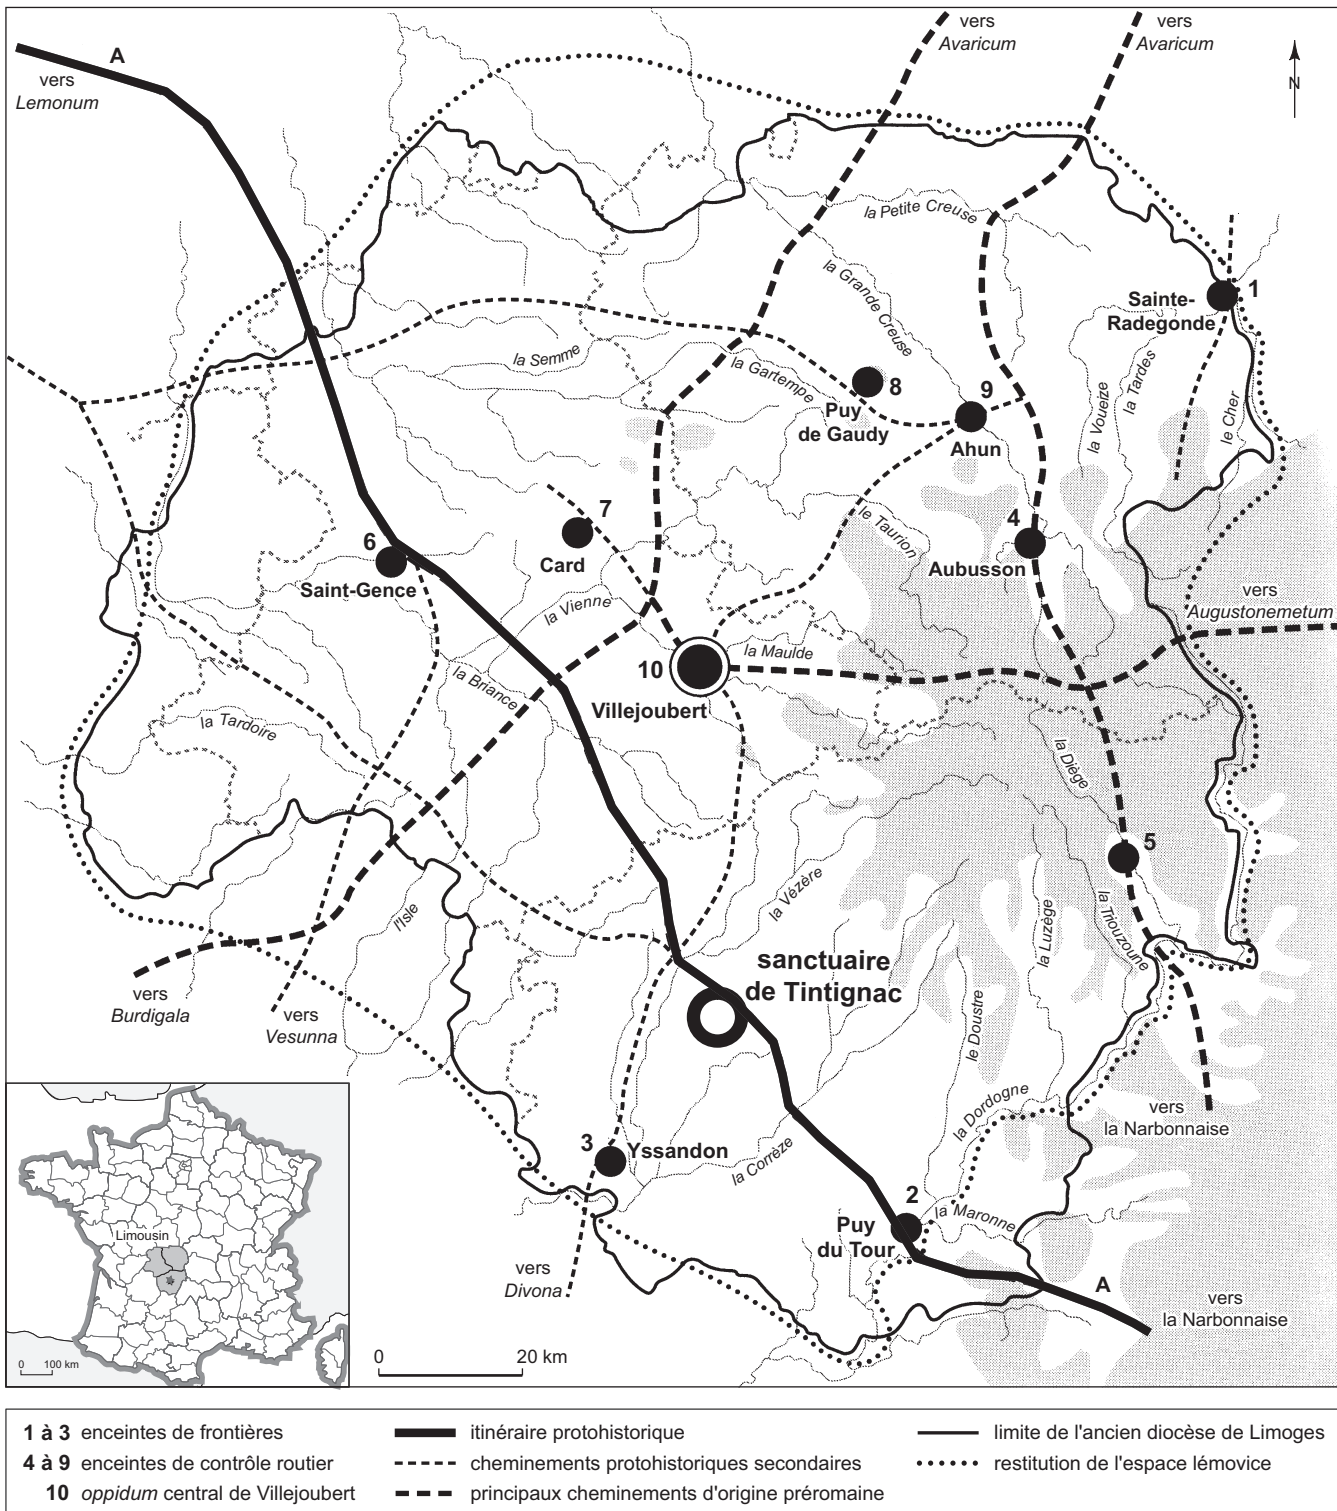 A
vers
Lemonum
vers
Avaricum
vers
Avaricum
N
la Petite Creuse
la Grande Creuse
Sainte-
Radegonde
1
la Semme
la Gartempe
8
Puy
de Gaudy
9
Ahun
la Voueize
la Tardes
le Cher
7
Card
6
Saint-Gence
le Taurion
4
Aubusson
vers
Augustonemetum
la Vienne
la Maulde
10
Villejoubert
la Briance
la Tardoire
la Diège
5
l'Isle
la Vézère
la Luzège
la Triouzoune
sanctuaire
de Tintignac
le Doustre
vers
Burdigala
vers
Vesunna
la Dordogne
vers
la Narbonnaise
3
Yssandon
la Corrèze
2
Puy
du Tour
la Maronne
vers
Divona
A
vers
la Narbonnaise
Limousin
0 100 km
0 20 km
1 à 3 enceintes de frontières
4 à 9 enceintes de contrôle routier
10 oppidum central de Villejoubert
itinéraire protohistorique
cheminements protohistoriques secondaires
principaux cheminements d'origine préromaine
limite de l'ancien diocèse de Limoges
restitution de l'espace lémovice